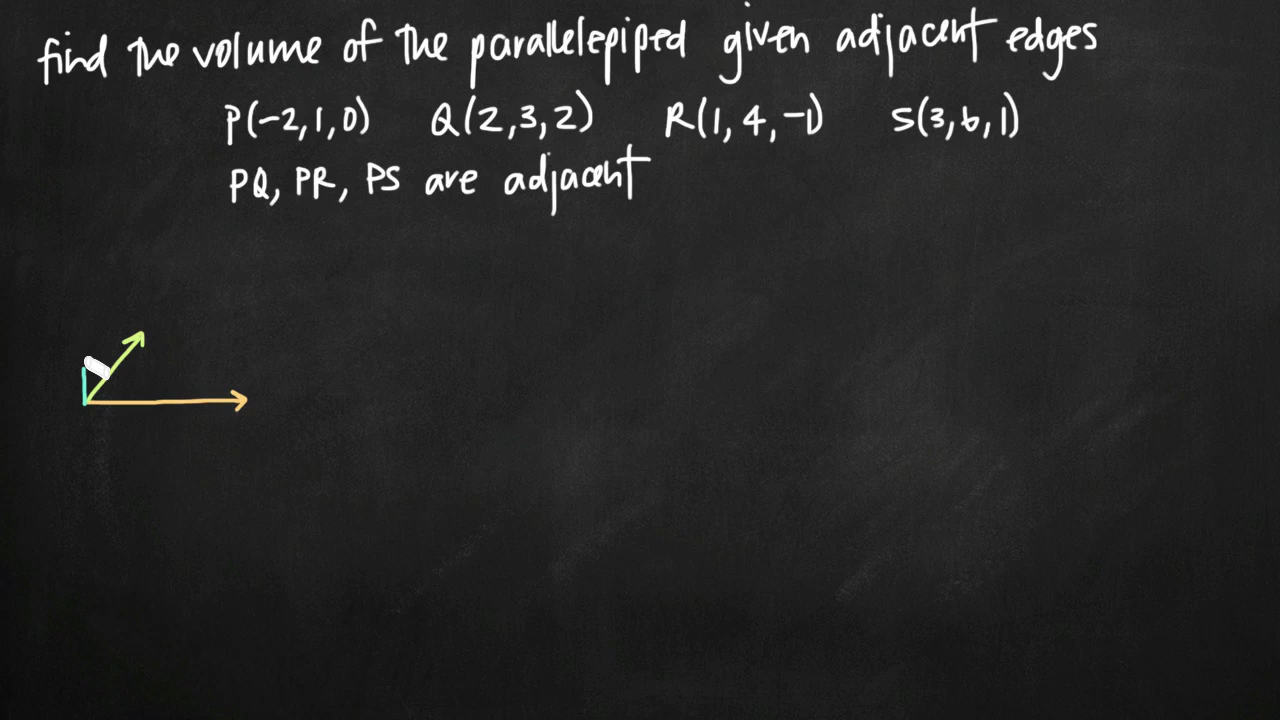 find the volume of the parallelepiped given adjacent edges
P(-2,1,0) Q(2,3,2) R(1,4,-1) S(3,6,1)
PQ, PR, PS are adjacent